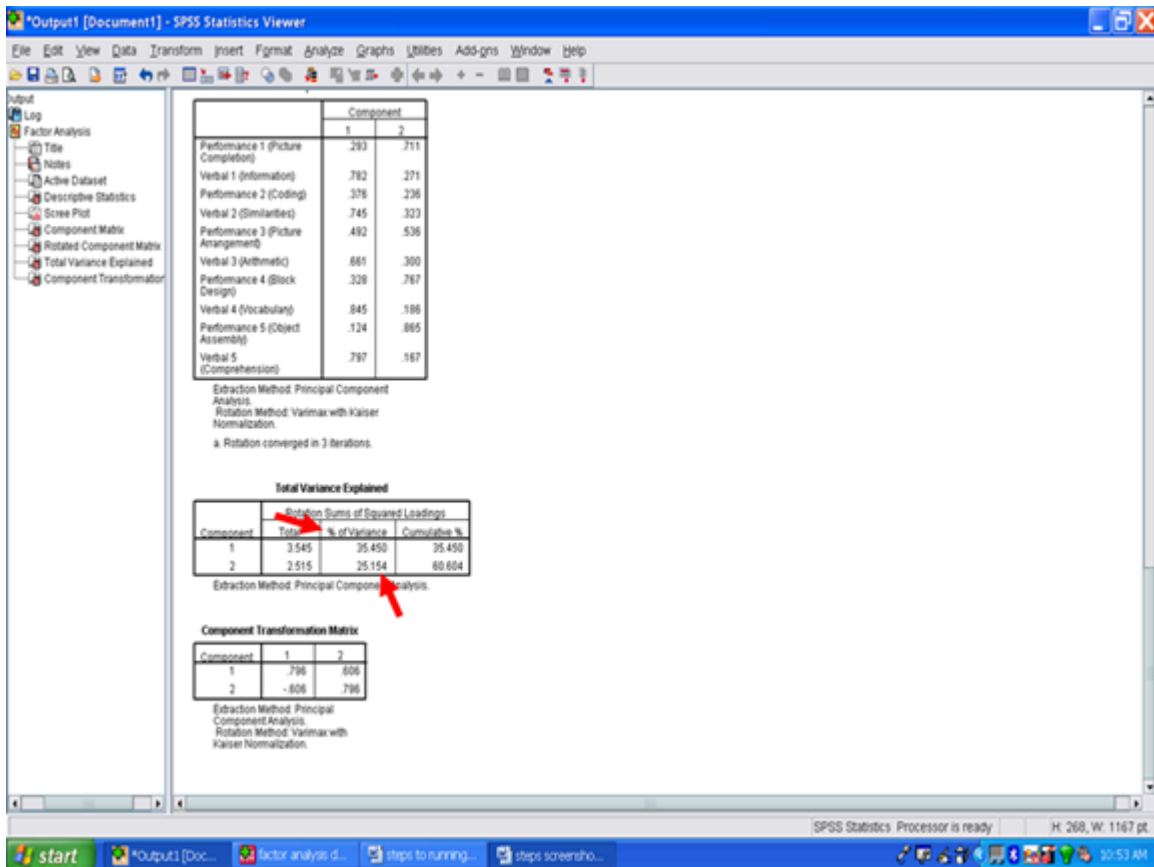 *Output1 [Document1] - SPSS Statistics Viewer
File Edit View Data Transform Insert Format Analyze Graphs Utilities Add-ons Window Help
Output
Log
Factor Analysis
Title
Notes
Active Dataset
Descriptive Statistics
Scree Plot
Component Matrix
Rotated Component Matrix
Total Variance Explained
Component Transformation
Component
1 2
Performance 1 (Picture Completion) .293 .711
Verbal 1 (Information) .782 .271
Performance 2 (Coding) .376 .236
Verbal 2 (Similarities) .745 .323
Performance 3 (Picture Arrangement) .492 .536
Verbal 3 (Arithmetic) .661 .300
Performance 4 (Block Design) .328 .767
Verbal 4 (Vocabulary) .845 .186
Performance 5 (Object Assembly) .124 .865
Verbal 5 (Comprehension) .797 .167
Extraction Method: Principal Component
Analysis.
Rotation Method: Varimax with Kaiser
Normalization.
a. Rotation converged in 3 iterations.
Total Variance Explained
Rotation Sums of Squared Loadings
Component Total % of Variance Cumulative %
1 3.545 35.450 35.450
2 2.515 25.154 60.604
Extraction Method: Principal Component Analysis.
Component Transformation Matrix
Component 1 2
1 .796 .606
2 -.606 .796
Extraction Method: Principal
Component Analysis.
Rotation Method: Varimax with
Kaiser Normalization.
SPSS Statistics Processor is ready H: 268, W: 1167 pt.
start *Output1 [Doc... factor analysis d... steps to running... steps screensho... 10:53 AM